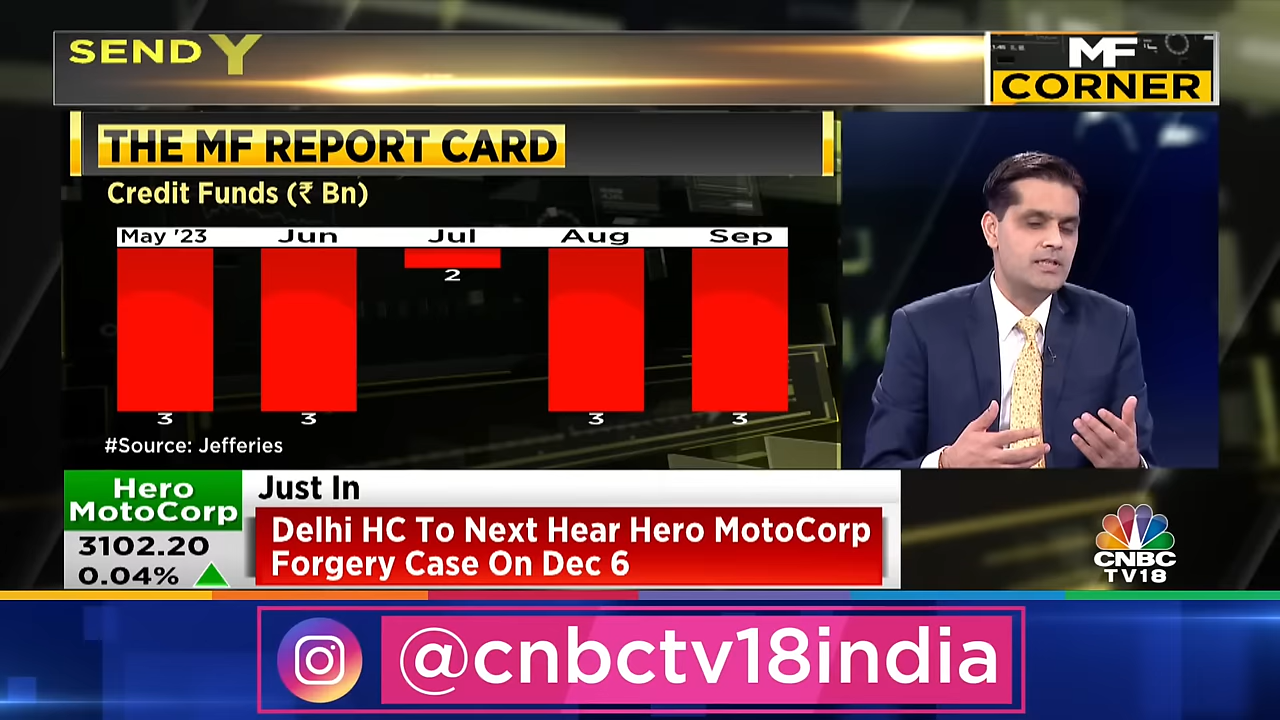 SEND Y
MF
CORNER
THE MF REPORT CARD
Credit Funds (₹ Bn)
May '23 Jun Jul Aug Sep
2
3 3 3 3
#Source: Jefferies
Hero
MotoCorp
3102.20
0.04%
Just In
Delhi HC To Next Hear Hero MotoCorp
Forgery Case On Dec 6
CNBC
TV18
@cnbctv18india